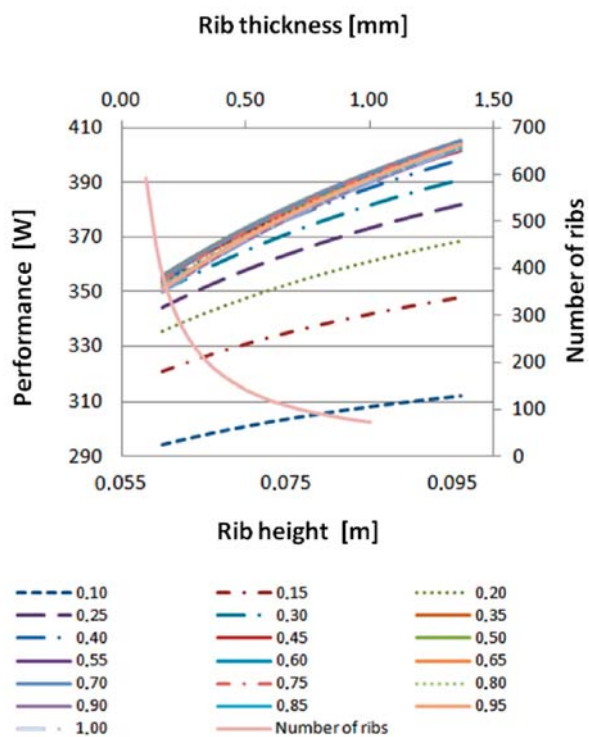 Rib thickness [mm]
0.00 0.50 1.00 1.50
410 700
390 600
370 500
350 400
330 300
310 200
290 100
0
Performance [W]
Number of ribs
0.055 0.075 0.095
Rib height [m]
0.10 0.15 0.20
0.25 0.30 0.35
0.40 0.45 0.50
0.55 0.60 0.65
0.70 0.75 0.80
0.90 0.85 0.95
1.00 Number of ribs